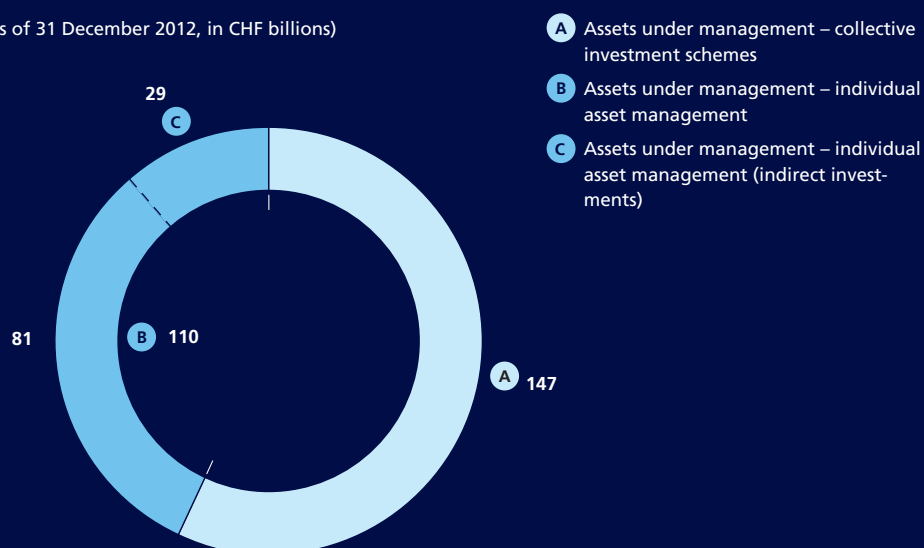 s of 31 December 2012, in CHF billions)
A Assets under management – collective
investment schemes
B Assets under management – individual
asset management
C Assets under management – individual
asset management (indirect invest-
ments)
29
C
81
B 110
A 147